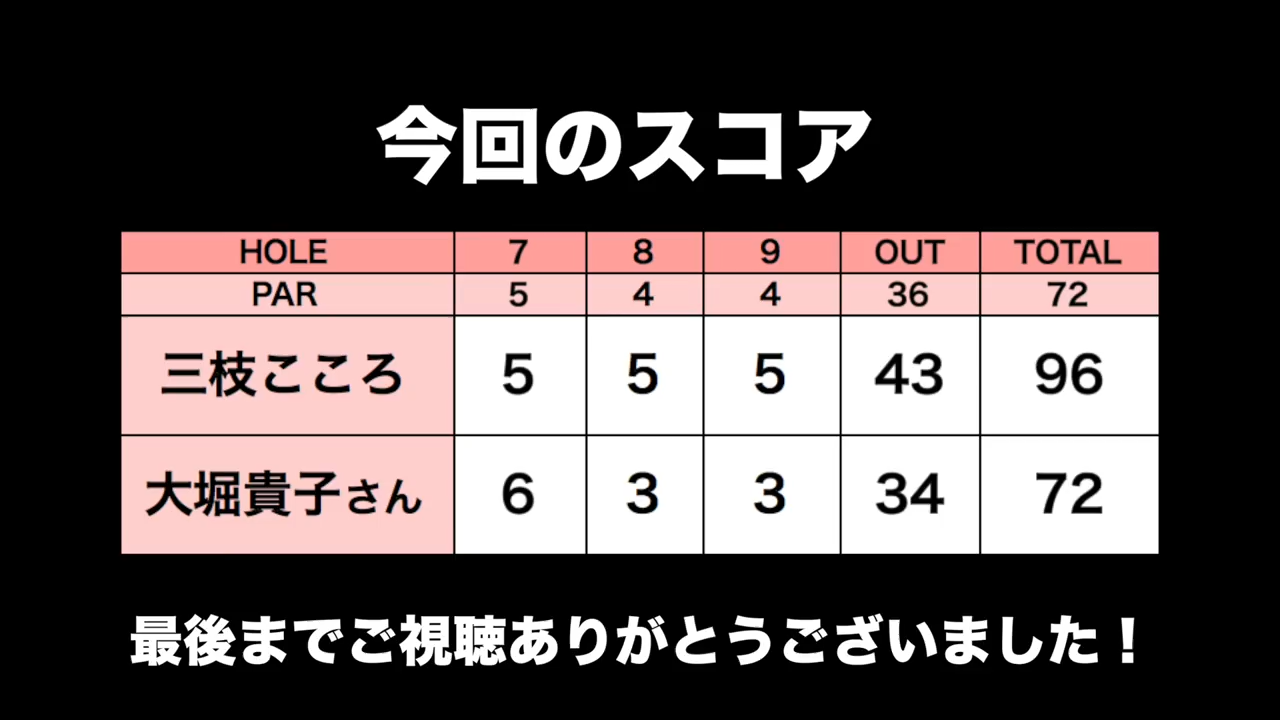 今回のスコア
HOLE 7 8 9 OUT TOTAL
PAR 5 4 4 36 72
三枝こころ 5 5 5 43 96
大堀貴子さん 6 3 3 34 72
最後までご視聴ありがとうございました！